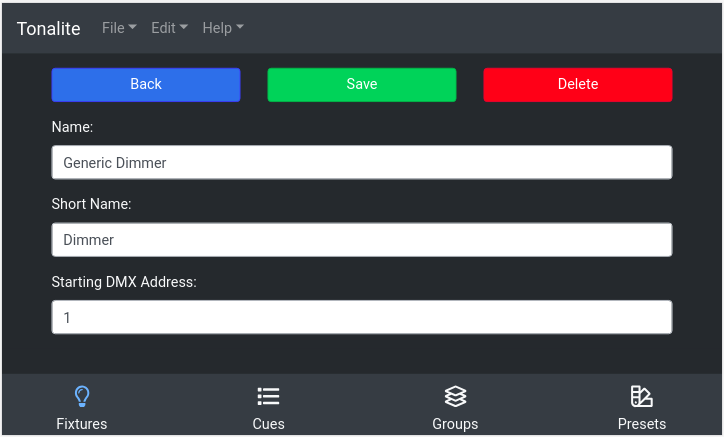 Tonalite File Edit Help
Back Save Delete
Name:
Generic Dimmer
Short Name:
Dimmer
Starting DMX Address:
1
Fixtures Cues Groups Presets